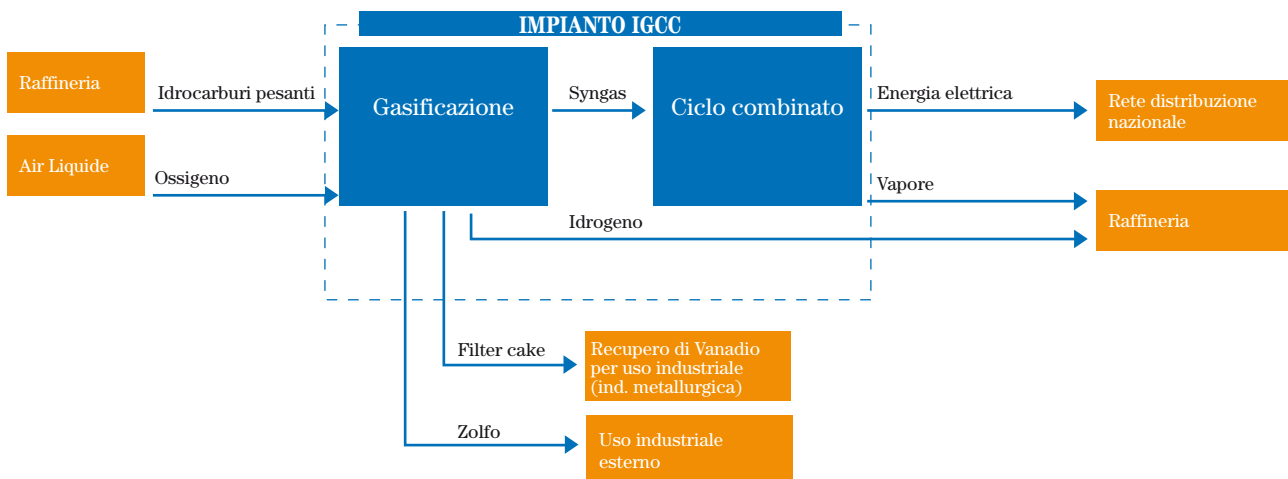 IMPIANTO IGCC
Raffineria
Idrocarburi pesanti
Gasificazione
Syngas
Ciclo combinato
Energia elettrica
Rete distribuzione
nazionale
Air Liquide
Ossigeno
Vapore
Idrogeno
Raffineria
Filter cake
Recupero di Vanadio
per uso industriale
(ind. metallurgica)
Zolfo
Uso industriale
esterno